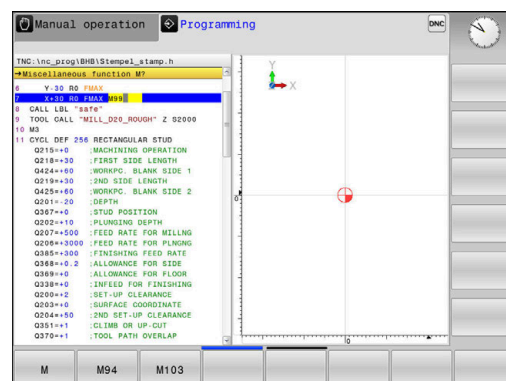 Manual operation
Programming
DNC
TNC:\nc_prog\BHB\Stempel_stamp.h
→Miscellaneous function M?
6 Y-30 R0 FMAX
7 X+30 R0 FMAX M99
8 CALL LBL "safe"
9 TOOL CALL "MILL_D20_ROUGH" Z S2000
10 M3
11 CYCL DEF 256 RECTANGULAR STUD
Q215=+0 ;MACHINING OPERATION
Q218=+30 ;FIRST SIDE LENGTH
Q424=+60 ;WORKPC. BLANK SIDE 1
Q219=+30 ;2ND SIDE LENGTH
Q425=+60 ;WORKPC. BLANK SIDE 2
Q201=-20 ;DEPTH
Q367=+0 ;STUD POSITION
Q202=+10 ;PLUNGING DEPTH
Q207=+500 ;FEED RATE FOR MILLNG
Q206=+3000 ;FEED RATE FOR PLNGNG
Q385=+300 ;FINISHING FEED RATE
Q368=+0.2 ;ALLOWANCE FOR SIDE
Q369=+0 ;ALLOWANCE FOR FLOOR
Q338=+0 ;INFEED FOR FINISHING
Q200=+2 ;SET-UP CLEARANCE
Q203=+0 ;SURFACE COORDINATE
Q204=+50 ;2ND SET-UP CLEARANCE
Q351=+1 ;CLIMB OR UP-CUT
Q370=+1 ;TOOL PATH OVERLAP
Y
X
0
0
M M94 M103